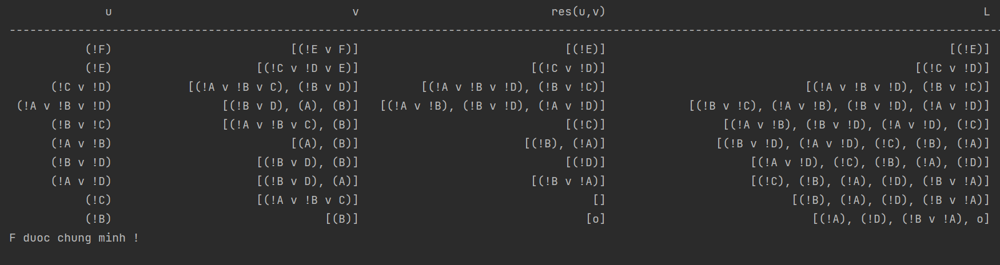 u v res(u,v) L
--------------------------------------------------------------------------------------------------------------------------------------------------
(!F) [(!E v F)] [(!E)] [(!E)]
(!E) [(!C v !D v E)] [(!C v !D)] [(!C v !D)]
(!C v !D) [(!A v !B v C), (!B v D)] [(!A v !B v !D), (!B v !C)] [(!A v !B v !D), (!B v !C)]
(!A v !B v !D) [(!B v D), (A), (B)] [(!A v !B), (!B v !D), (!A v !D)] [(!B v !C), (!A v !B), (!B v !D), (!A v !D)]
(!B v !C) [(!A v !B v C), (B)] [(!C)] [(!A v !B), (!B v !D), (!A v !D), (!C)]
(!A v !B) [(A), (B)] [(!B), (!A)] [(!B v !D), (!A v !D), (!C), (!B), (!A)]
(!B v !D) [(!B v D), (B)] [(!D)] [(!A v !D), (!C), (!B), (!A), (!D)]
(!A v !D) [(!B v D), (A)] [(!B v !A)] [(!C), (!B), (!A), (!D), (!B v !A)]
(!C) [(!A v !B v C)] [] [(!B), (!A), (!D), (!B v !A)]
(!B) [(B)] [o] [(!A), (!D), (!B v !A), o]
F duoc chung minh !